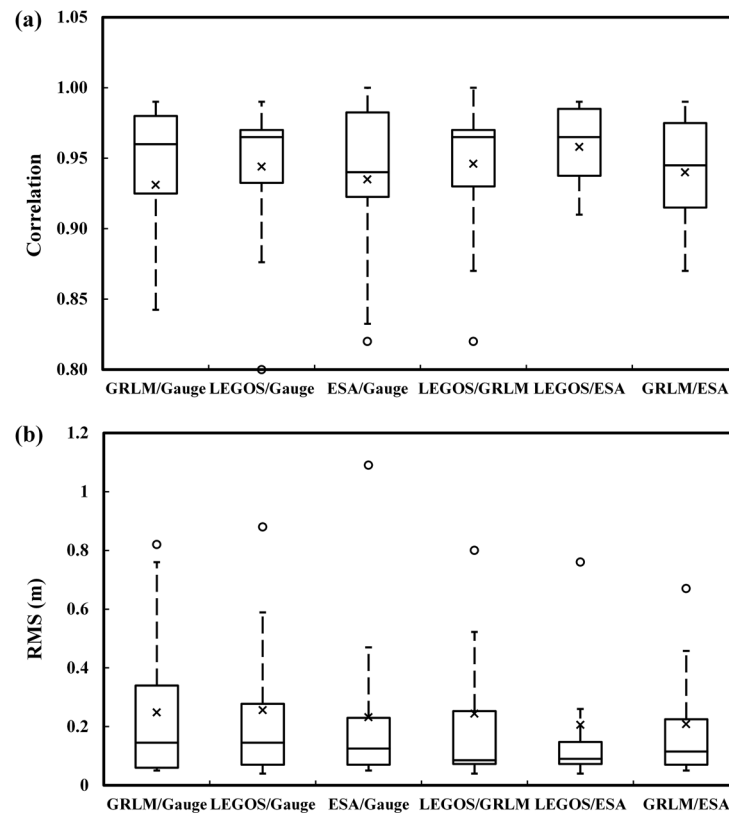 (a)
1.05
1.00
0.95
0.90
0.85
0.80
Correlation
GRLM/Gauge LEGOS/Gauge ESA/Gauge LEGOS/GRLM LEGOS/ESA GRLM/ESA
(b)
1.2
1
0.8
0.6
0.4
0.2
0
RMS (m)
GRLM/Gauge LEGOS/Gauge ESA/Gauge LEGOS/GRLM LEGOS/ESA GRLM/ESA